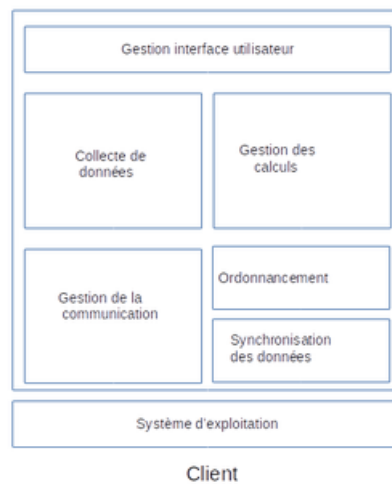 Gestion interface utilisateur
Collecte de
données
Gestion des
calculs
Gestion de la
communication
Ordonnancement
Synchronisation
des données
Système d'exploitation
Client